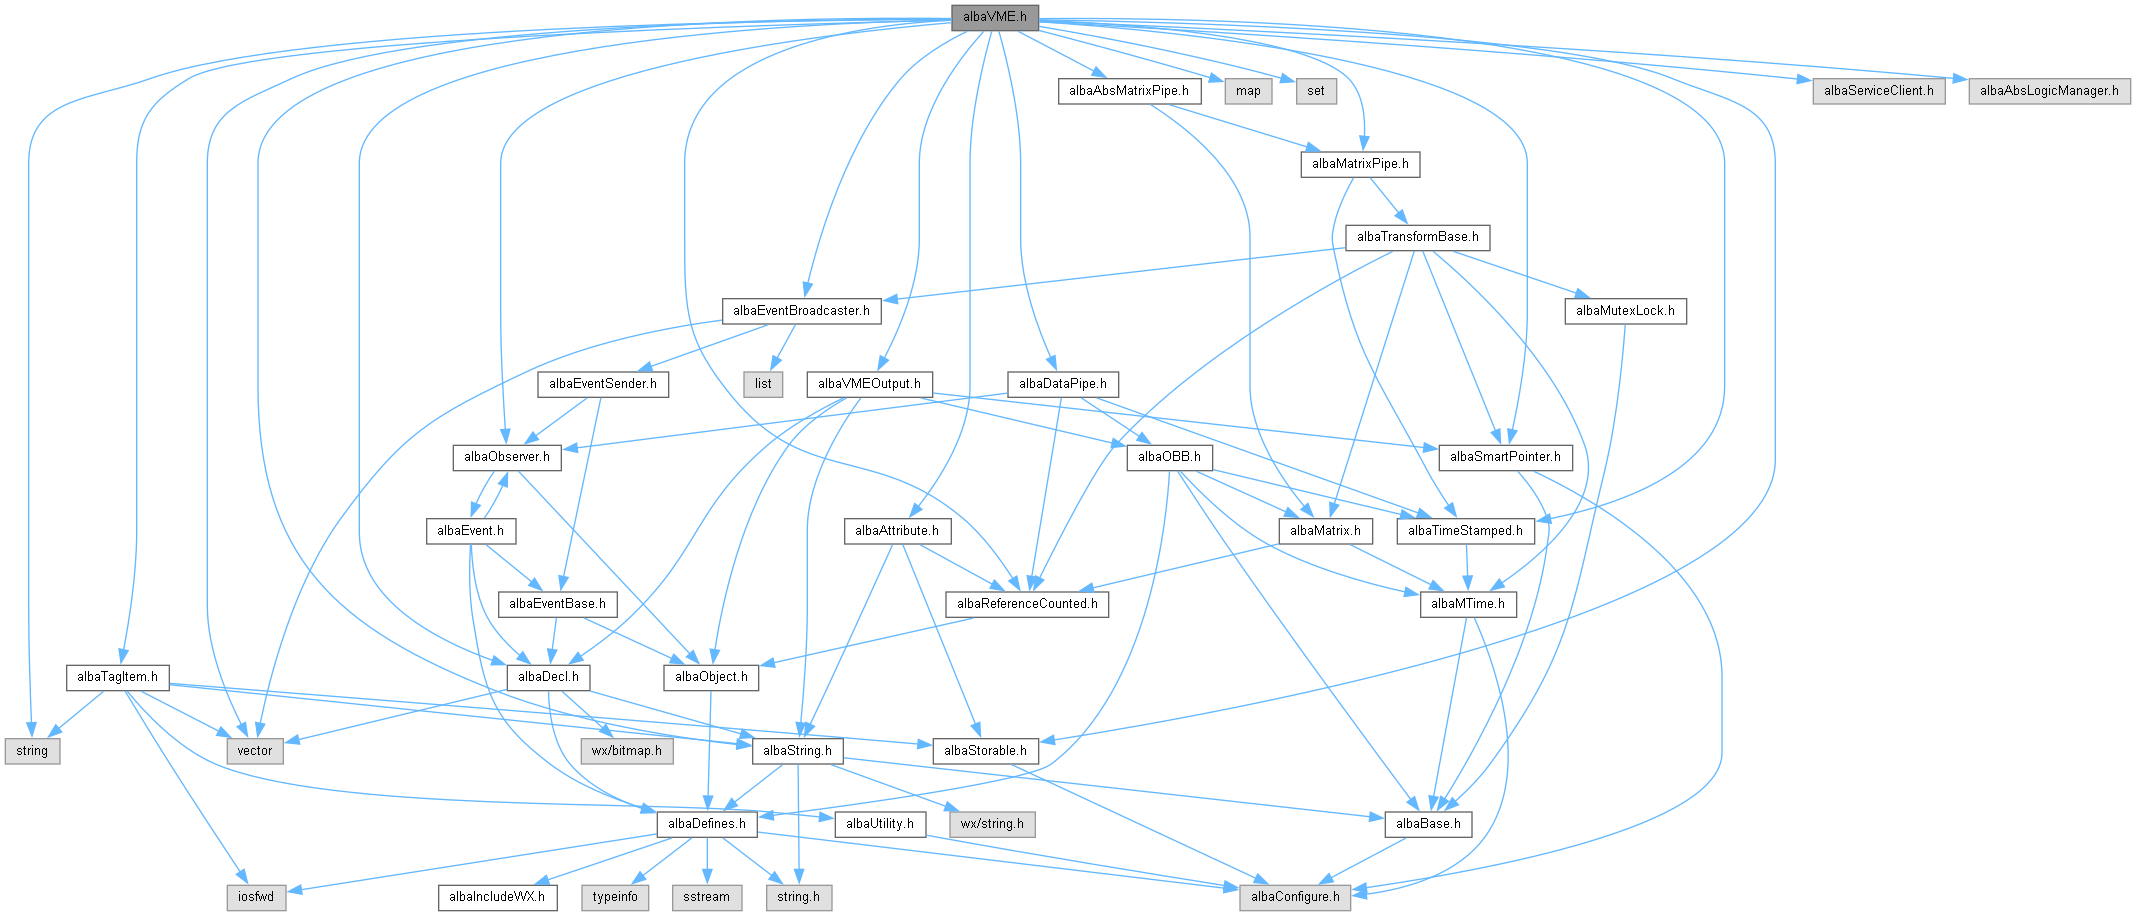 albaVME.h
albaAbsMatrixPipe.h
map
set
albaServiceClient.h
albaAbsLogicManager.h
albaMatrixPipe.h
albaTransformBase.h
albaEventBroadcaster.h
albaMutexLock.h
albaEventSender.h
list
albaVMEOutput.h
albaDataPipe.h
albaObserver.h
albaOBB.h
albaSmartPointer.h
albaEvent.h
albaAttribute.h
albaMatrix.h
albaTimeStamped.h
albaEventBase.h
albaReferenceCounted.h
albaMTime.h
albaTagItem.h
albaDecl.h
albaObject.h
string
vector
wx/bitmap.h
albaString.h
albaStorable.h
albaDefines.h
albaUtility.h
wx/string.h
albaBase.h
iosfwd
albaIncludeWX.h
typeinfo
sstream
string.h
albaConfigure.h